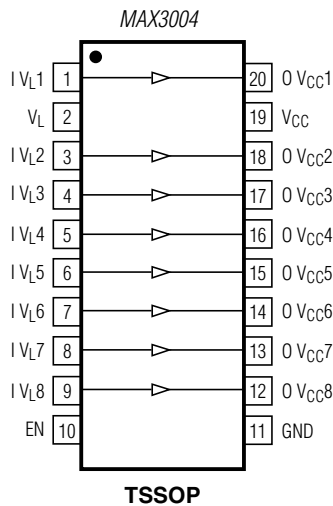 MAX3004
I VL1 1 20 O VCC1
VL 2 19 VCC
I VL2 3 18 O VCC2
I VL3 4 17 O VCC3
I VL4 5 16 O VCC4
I VL5 6 15 O VCC5
I VL6 7 14 O VCC6
I VL7 8 13 O VCC7
I VL8 9 12 O VCC8
EN 10 11 GND
TSSOP